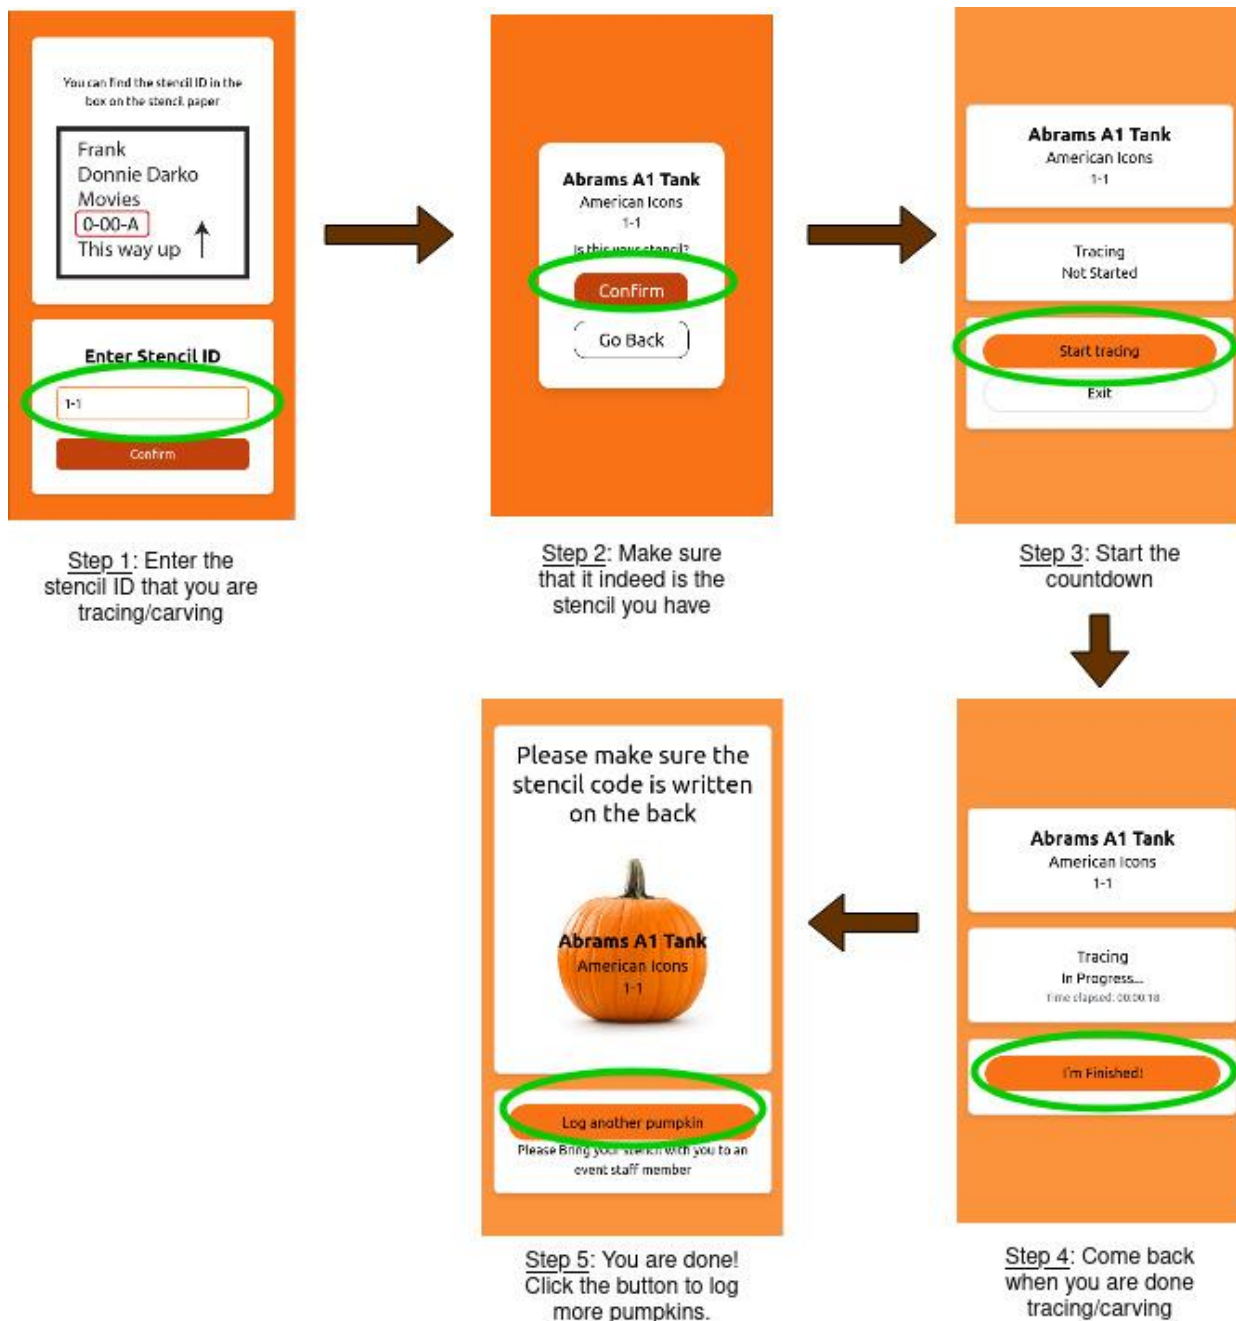 You can find the stencil ID in the
box on the stencil paper
Frank
Donnie Darko
Movies
0-00-A
This way up
Enter Stencil ID
1-1
Confirm
Step 1: Enter the
stencil ID that you are
tracing/carving
Abrams A1 Tank
American Icons
1-1
Is this your stencil?
Confirm
Go Back
Step 2: Make sure
that it indeed is the
stencil you have
Abrams A1 Tank
American Icons
1-1
Tracing
Not Started
Start tracing
Exit
Step 3: Start the
countdown
Abrams A1 Tank
American Icons
1-1
Tracing
In Progress...
Time elapsed: 00:00:18
I'm Finished!
Step 4: Come back
when you are done
tracing/carving
Please make sure the
stencil code is written
on the back
Abrams A1 Tank
American Icons
1-1
Log another pumpkin
Please Bring your stencil with you to an
event staff member
Step 5: You are done!
Click the button to log
more pumpkins.